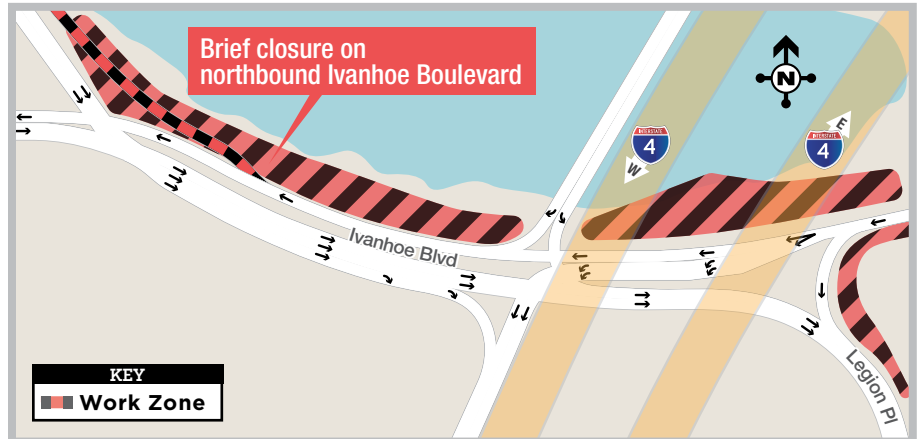 Brief closure on
northbound Ivanhoe Boulevard
N
INTERSTATE
4
W
INTERSTATE
4
E
Ivanhoe Blvd
Legion Pl
KEY
Work Zone